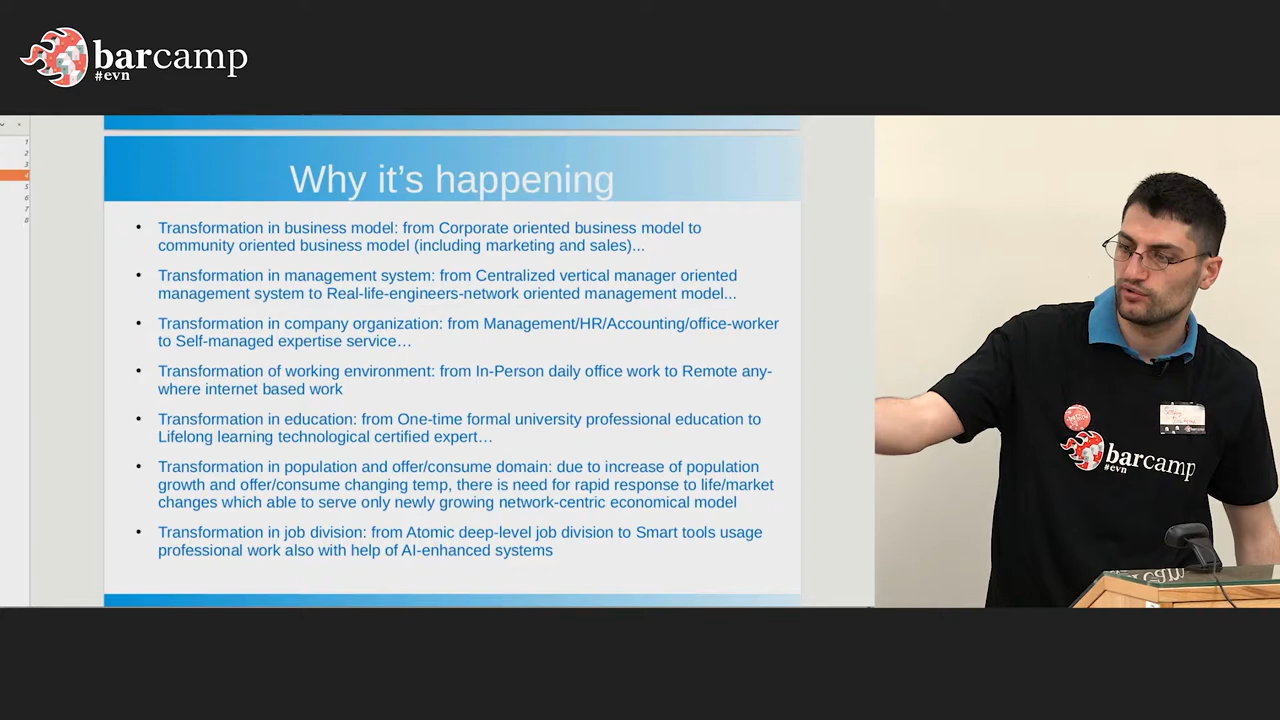 barcamp
#evn
1
2
3
4
5
6
7
8
Why it's happening
• Transformation in business model: from Corporate oriented business model to
community oriented business model (including marketing and sales)...
• Transformation in management system: from Centralized vertical manager oriented
management system to Real-life-engineers-network oriented management model...
• Transformation in company organization: from Management/HR/Accounting/office-worker
to Self-managed expertise service…
• Transformation of working environment: from In-Person daily office work to Remote any-
where internet based work
• Transformation in education: from One-time formal university professional education to
Lifelong learning technological certified expert…
• Transformation in population and offer/consume domain: due to increase of population
growth and offer/consume changing temp, there is need for rapid response to life/market
changes which able to serve only newly growing network-centric economical model
• Transformation in job division: from Atomic deep-level job division to Smart tools usage
professional work also with help of AI-enhanced systems
barcamp
#evn